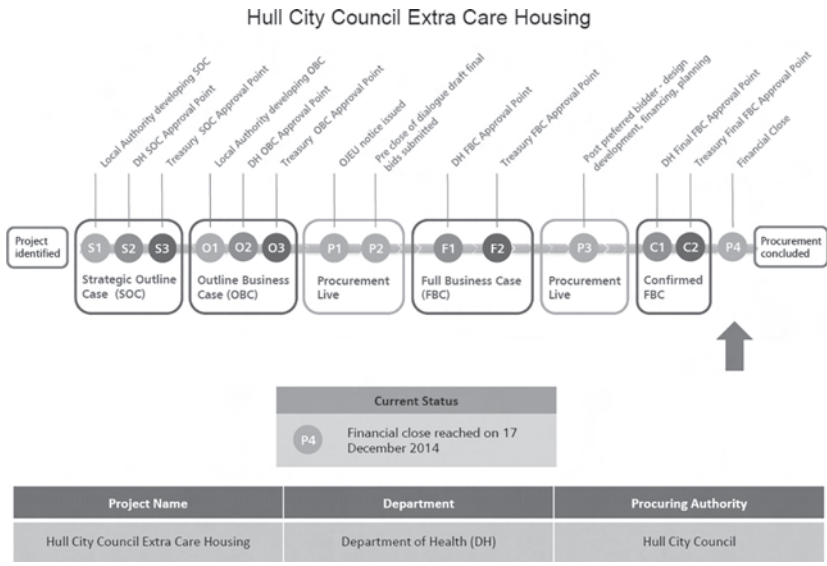 Hull City Council Extra Care Housing
Local Authority developing SOC
DH SOC Approval Point
Treasury SOC Approval Point
Local Authority developing OBC
DH OBC Approval Point
Treasury OBC Approval Point
OJEU notice issued
Pre close of dialogue draft final
bids submitted
DH FBC Approval Point
Treasury FBC Approval Point
Post preferred bidder - design
development, financing, planning
DH Final FBC Approval Point
Treasury Final FBC Approval Point
Financial Close
Project
identified
S1 S2 S3 O1 O2 O3 P1 P2 F1 F2 P3 C1 C2 P4
Procurement
concluded
Strategic Outline
Case (SOC)
Outline Business
Case (OBC)
Procurement
Live
Full Business Case
(FBC)
Procurement
Live
Confirmed
FBC
Current Status
P4
Financial close reached on 17
December 2014
Project Name Department Procuring Authority
Hull City Council Extra Care Housing Department of Health (DH) Hull City Council